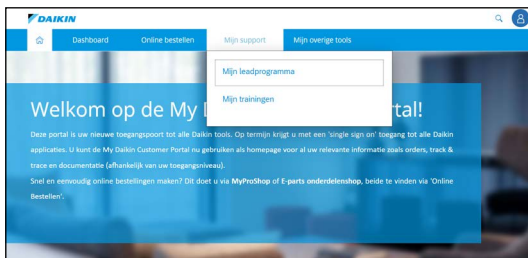 DAIKIN
Dashboard Online bestellen Mijn support Mijn overige tools
Mijn leadprogramma
Mijn trainingen
Welkom op de My rtal!
Deze portal is uw nieuwe toegangspoort tot alle Daikin tools. Op termijn krijgt u met een 'single sign on' toegang tot alle Daikin
applicaties. U kunt de My Daikin Customer Portal nu gebruiken als homepage voor al uw relevante informatie zoals orders, track &
trace en documentatie (afhankelijk van uw toegangsniveau).
Snel en eenvoudig online bestellingen maken? Dit doet u via MyProShop of E-parts onderdelenshop, beide te vinden via 'Online
Bestellen'.